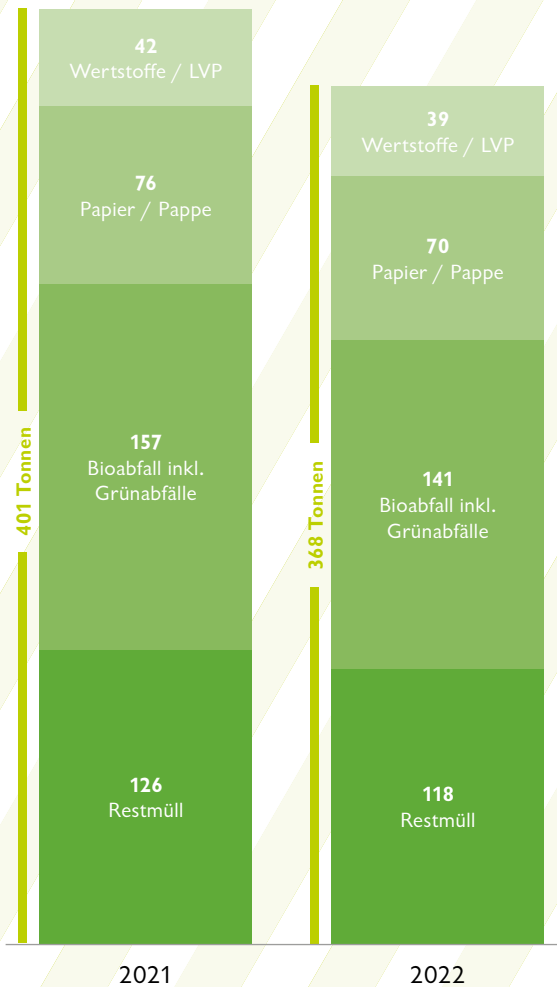 42
Wertstoffe / LVP
76
Papier / Pappe
157
Bioabfall inkl.
Grünabfälle
126
Restmüll
401 Tonnen
2021
39
Wertstoffe / LVP
70
Papier / Pappe
141
Bioabfall inkl.
Grünabfälle
118
Restmüll
368 Tonnen
2022